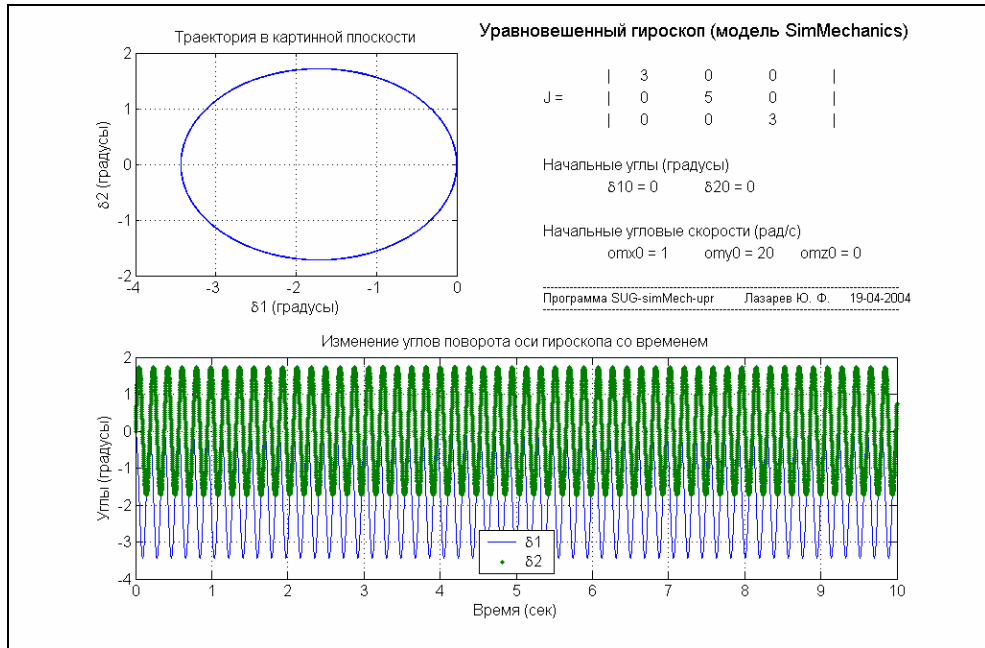 Траектория в картинной плоскости
2
1
0
-1
-2
-4
-3
-2
-1
0
δ2 (градусы)
δ1 (градусы)
Уравновешенный гироскоп (модель SimMechanics)
| 3 0 0 |
J = | 0 5 0 |
| 0 0 3 |
Начальные углы (градусы)
δ10 = 0 δ20 = 0
Начальные угловые скорости (рад/с)
omx0 = 1 omy0 = 20 omz0 = 0
Программа SUG-simMech-upr Лазарев Ю. Ф. 19-04-2004
Изменение углов поворота оси гироскопа со временем
2
1
0
-1
-2
-3
-4
Углы (градусы)
δ1
δ2
0 1 2 3 4 5 6 7 8 9 10
Время (сек)